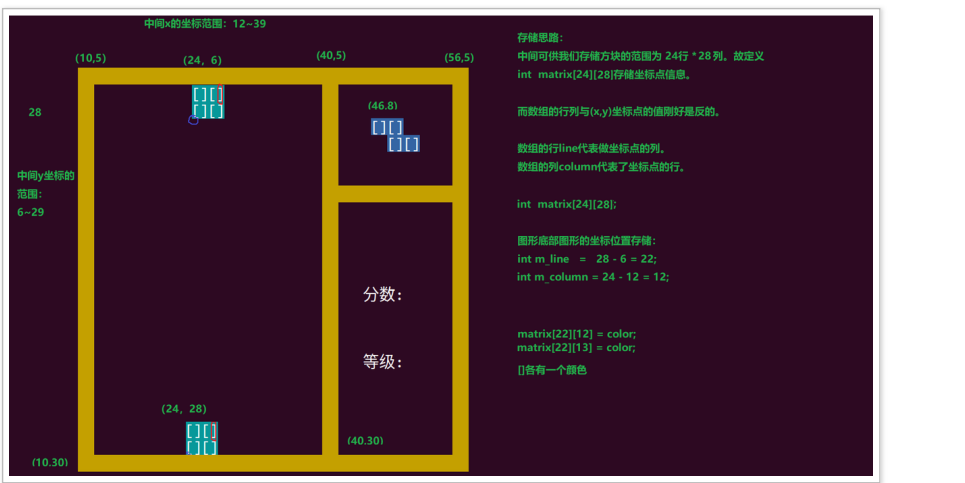 中间x的坐标范围：12~39
(10,5)
(24，6)
(40,5)
(56,5)
[][]
[][]
28
(46.8)
[][]
[][]
中间y坐标的
范围：
6~29
分数:
等级:
(24，28)
[][]
[][]
(40.30)
(10.30)
存储思路：
中间可供我们存储方块的范围为 24行 *28列。故定义
int matrix[24][28]存储坐标点信息。
而数组的行列与(x,y)坐标点的值刚好是反的。
数组的行line代表做坐标点的列。
数组的列column代表了坐标点的行。
int matrix[24][28];
图形底部图形的坐标位置存储：
int m_line = 28 - 6 = 22;
int m_column = 24 - 12 = 12;
matrix[22][12] = color;
matrix[22][13] = color;
[]各有一个颜色